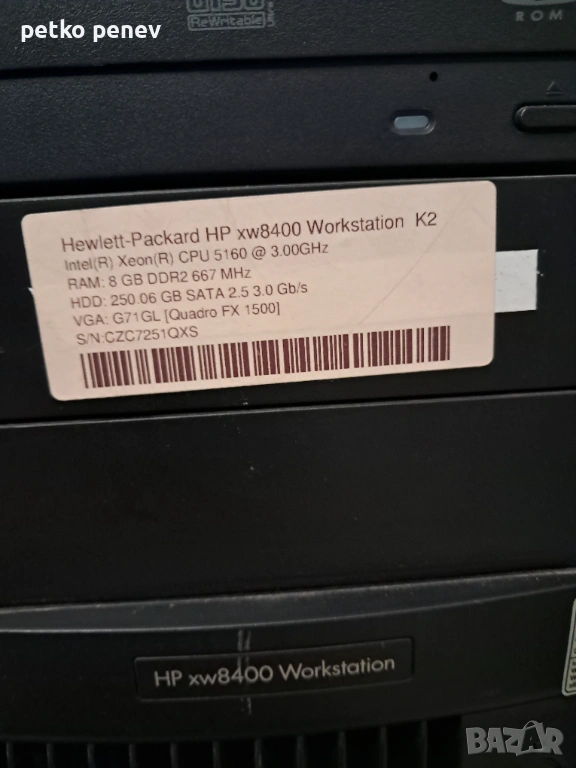 petko penev
ReWritable
ROM
Hewlett-Packard HP xw8400 Workstation K2
Intel(R) Xeon(R) CPU 5160 @ 3.00GHz
RAM: 8 GB DDR2 667 MHz
HDD: 250.06 GB SATA 2.5 3.0 Gb/s
VGA: G71GL [Quadro FX 1500]
S/N:CZC7251QXS
HP xw8400 Workstation
BAZAR